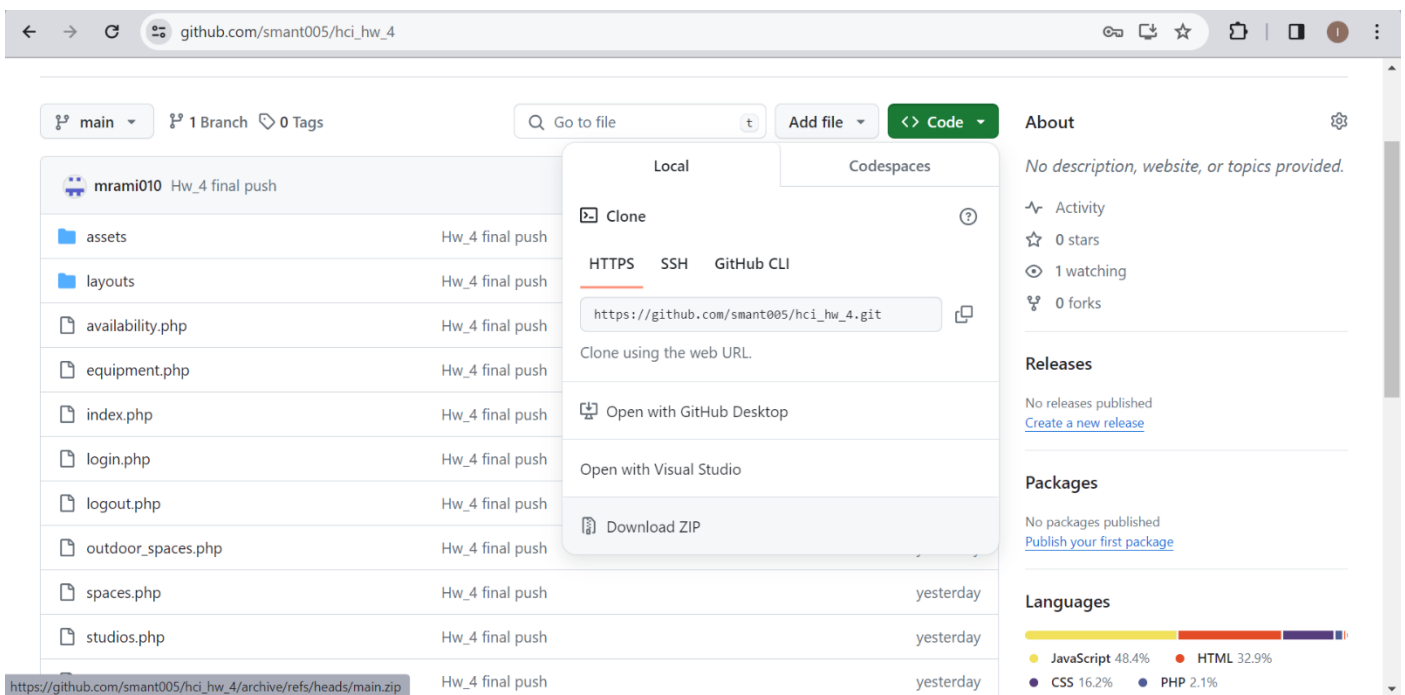 github.com/smant005/hci_hw_4
I
main
1 Branch
0 Tags
Go to file
t
Add file
<> Code
mrami010 Hw_4 final push
assets Hw_4 final push
layouts Hw_4 final push
availability.php Hw_4 final push
equipment.php Hw_4 final push
index.php Hw_4 final push
login.php Hw_4 final push
logout.php Hw_4 final push
outdoor_spaces.php Hw_4 final push
spaces.php Hw_4 final push yesterday
studios.php Hw_4 final push yesterday
Hw_4 final push yesterday
Local Codespaces
Clone
HTTPS SSH GitHub CLI
https://github.com/smant005/hci_hw_4.git
Clone using the web URL.
Open with GitHub Desktop
Open with Visual Studio
Download ZIP
About
No description, website, or topics provided.
Activity
0 stars
1 watching
0 forks
Releases
No releases published
Create a new release
Packages
No packages published
Publish your first package
Languages
JavaScript 48.4% HTML 32.9%
CSS 16.2% PHP 2.1%
https://github.com/smant005/hci_hw_4/archive/refs/heads/main.zip